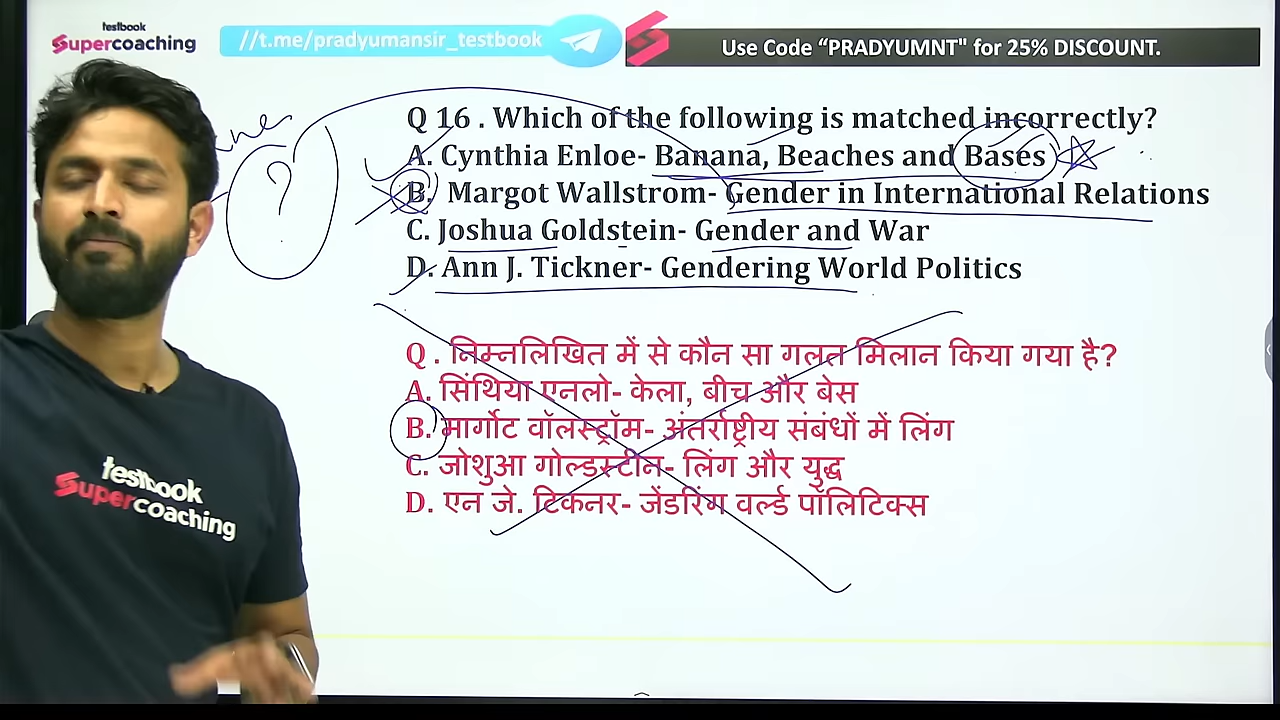 testbook
Supercoaching
//t.me/pradyumansir_testbook
Use Code “PRADYUMNT" for 25% DISCOUNT.
Q 16 . Which of the following is matched incorrectly?
A. Cynthia Enloe- Banana, Beaches and Bases
B. Margot Wallstrom- Gender in International Relations
C. Joshua Goldstein- Gender and War
D. Ann J. Tickner- Gendering World Politics
?
Q . निम्नलिखित में से कौन सा गलत मिलान किया गया है?
A. सिंथिया एनलो- केला, बीच और बेस
B. मार्गोट वॉलस्ट्रॉम- अंतर्राष्ट्रीय संबंधों में लिंग
C. जोशुआ गोल्डस्टीन- लिंग और युद्ध
D. एन जे. टिकनर- जेंडरिंग वर्ल्ड पॉलिटिक्स
testbook
Supercoaching